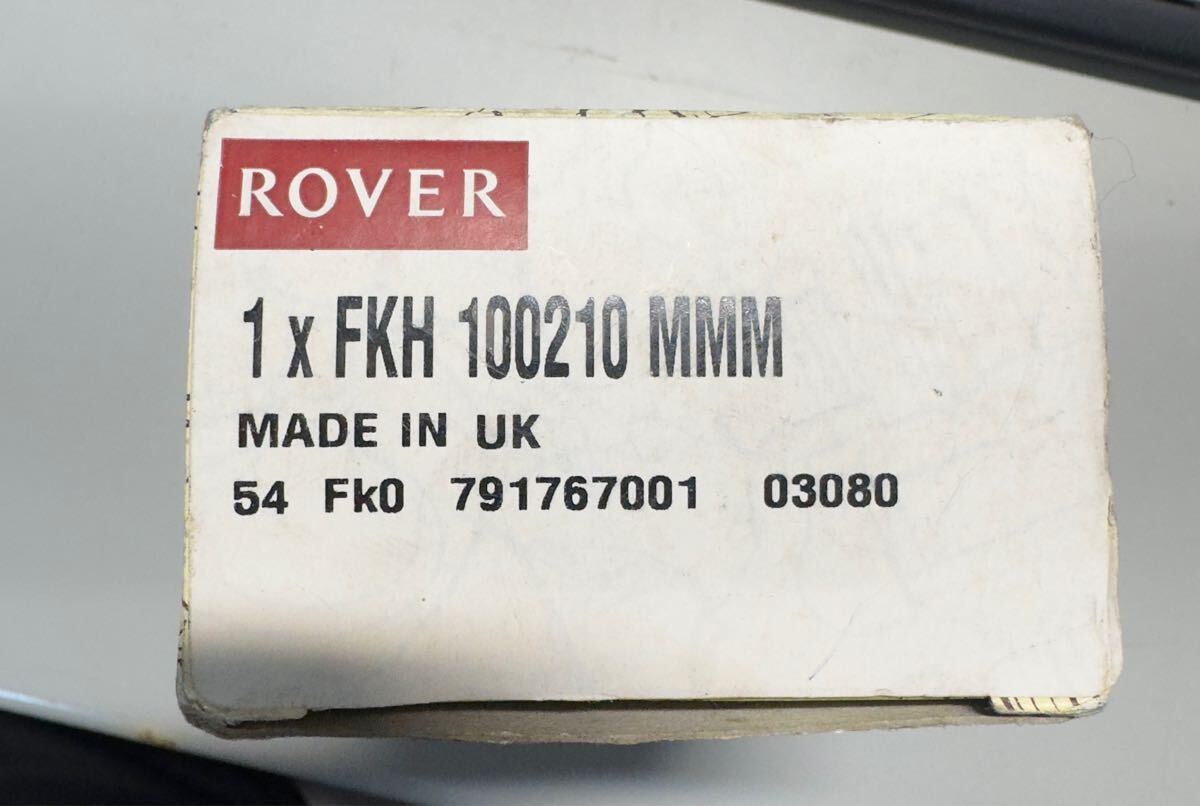 ROVER
1 x FKH 100210 MMM
MADE IN UK
54 Fk0 791767001 03080